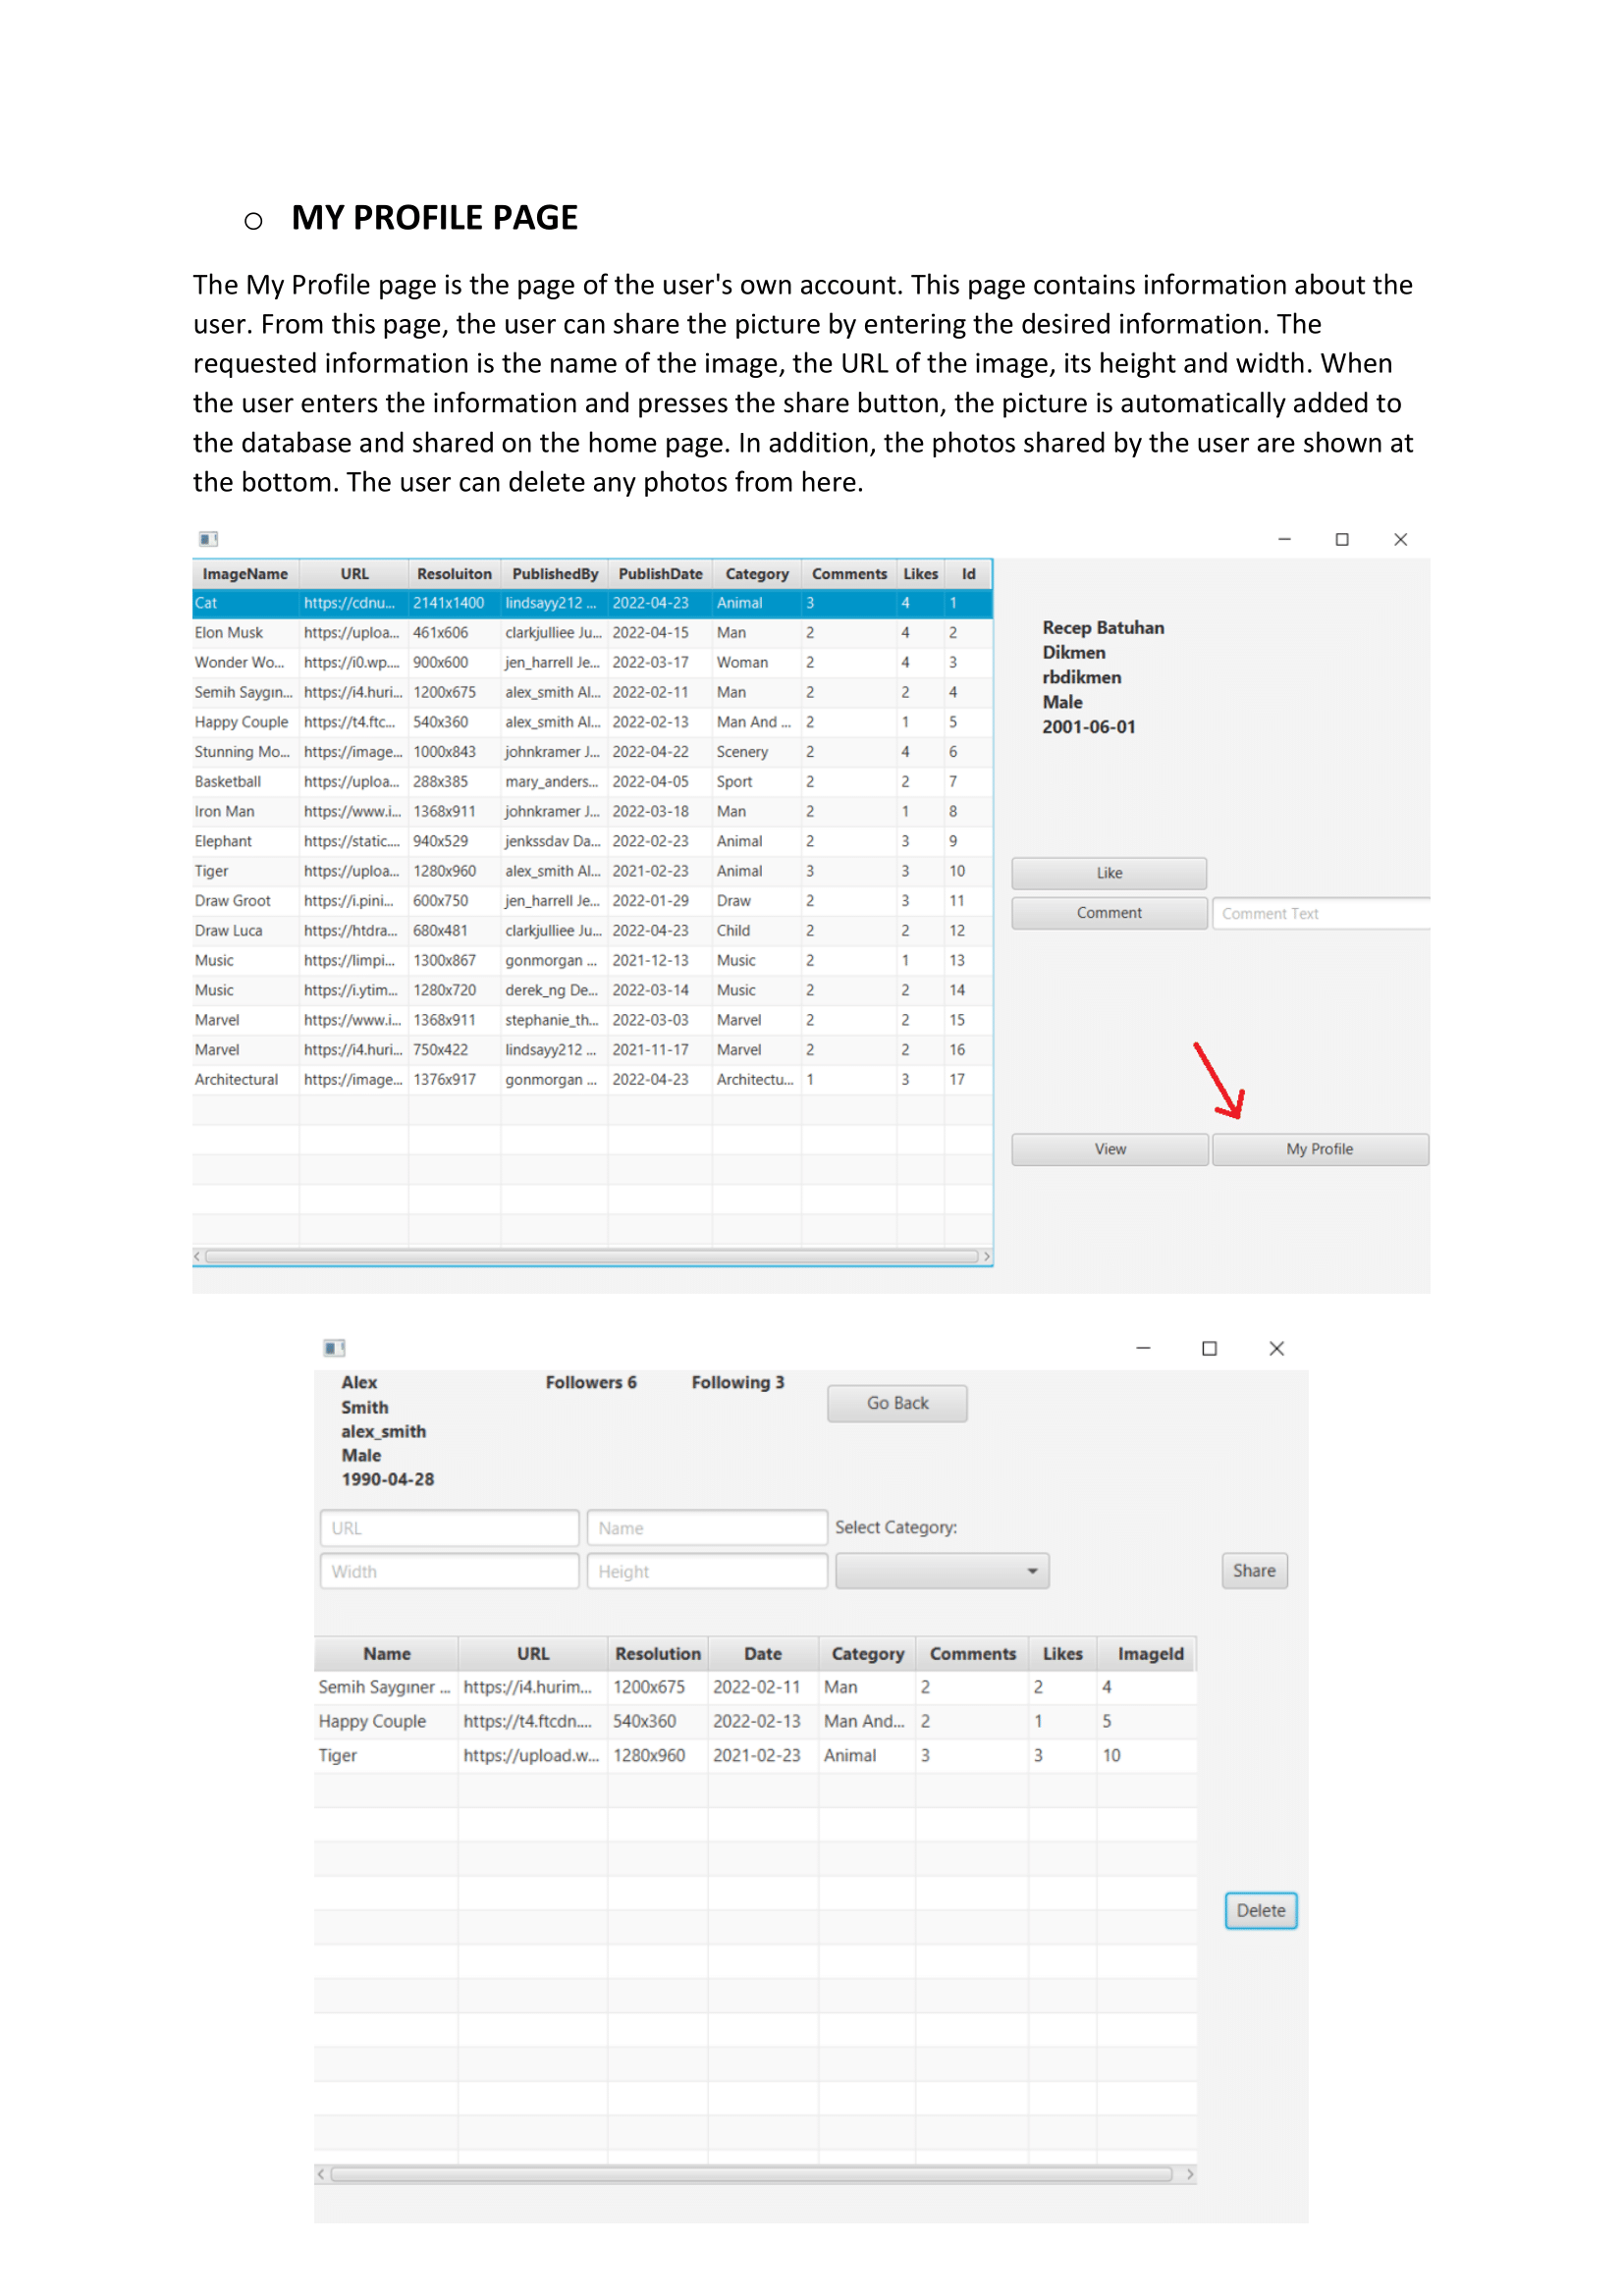 o MY PROFILE PAGE
The My Profile page is the page of the user's own account. This page contains information about the
user. From this page, the user can share the picture by entering the desired information. The
requested information is the name of the image, the URL of the image, its height and width. When
the user enters the information and presses the share button, the picture is automatically added to
the database and shared on the home page. In addition, the photos shared by the user are shown at
the bottom. The user can delete any photos from here.
ImageName URL Resoluiton PublishedBy PublishDate Category Comments Likes Id
Cat https://cdnu... 2141x1400 lindsayy212 ... 2022-04-23 Animal 3 4 1
Elon Musk https://uploa... 461x606 clarkjulliee Ju... 2022-04-15 Man 2 4 2
Wonder Wo... https://i0.wp.... 900x600 jen_harrell Je... 2022-03-17 Woman 2 4 3
Semih Saygın... https://i4.huri... 1200x675 alex_smith Al... 2022-02-11 Man 2 2 4
Happy Couple https://t4.ftc... 540x360 alex_smith Al... 2022-02-13 Man And ... 2 1 5
Stunning Mo... https://image... 1000x843 johnkramer J... 2022-04-22 Scenery 2 4 6
Basketball https://uploa... 288x385 mary_anders... 2022-04-05 Sport 2 2 7
Iron Man https://www.i... 1368x911 johnkramer J... 2022-03-18 Man 2 1 8
Elephant https://static.... 940x529 jenkssdav Da... 2022-02-23 Animal 2 3 9
Tiger https://uploa... 1280x960 alex_smith Al... 2021-02-23 Animal 3 3 10
Draw Groot https://i.pini... 600x750 jen_harrell Je... 2022-01-29 Draw 2 3 11
Draw Luca https://htdra... 680x481 clarkjulliee Ju... 2022-04-23 Child 2 2 12
Music https://limpi... 1300x867 gonmorgan ... 2021-12-13 Music 2 1 13
Music https://i.ytim... 1280x720 derek_ng De... 2022-03-14 Music 2 2 14
Marvel https://www.i... 1368x911 stephanie_th... 2022-03-03 Marvel 2 2 15
Marvel https://i4.huri... 750x422 lindsayy212 ... 2021-11-17 Marvel 2 2 16
Architectural https://image... 1376x917 gonmorgan ... 2022-04-23 Architectu... 1 3 17
Recep Batuhan
Dikmen
rbdikmen
Male
2001-06-01
Like
Comment Comment Text
View My Profile
Alex Followers 6 Following 3 Go Back
Smith
alex_smith
Male
1990-04-28
URL Name Select Category:
Width Height Share
Name URL Resolution Date Category Comments Likes ImageId
Semih Saygıner ... https://i4.hurim... 1200x675 2022-02-11 Man 2 2 4
Happy Couple https://t4.ftcdn.... 540x360 2022-02-13 Man And... 2 1 5
Tiger https://upload.w... 1280x960 2021-02-23 Animal 3 3 10
Delete